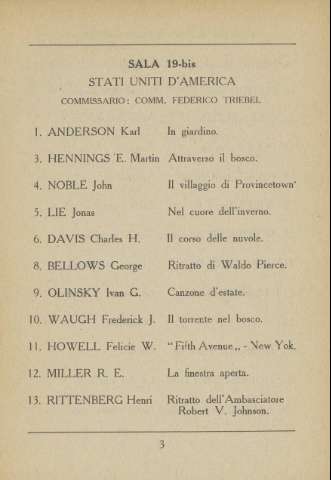 SALA 19-bis
STATI UNITI D'AMERICA
COMMISSARIO: COMM. FEDERICO TRIEBEL
1. ANDERSON Karl In giardino.
3. HENNINGS E. Martin Attraverso il bosco.
4. NOBLE John Il villaggio di Provincetown
5. LIE Jonas Nel cuore dell'inverno.
6. DAVIS Charles H. Il corso delle nuvole.
8. BELLOWS George Ritratto di Waldo Pierce.
9. OLINSKY Ivan G. Canzone d'estate.
10. WAUGH Frederick J. Il torrente nel bosco.
11. HOWELL Felicie W. "Fifth Avenue„ - New Yok.
12. MILLER R. E. La finestra aperta.
13. RITTENBERG Henri Ritratto dell'Ambasciatore
Robert V. Johnson.
3